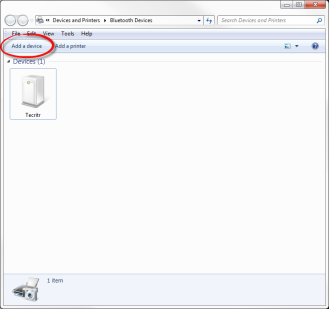 Devices and Printers Bluetooth Devices
Search Devices and Printers
File Edit View Tools Help
Add a device Add a printer
Devices (1)
Tecritr
1 item